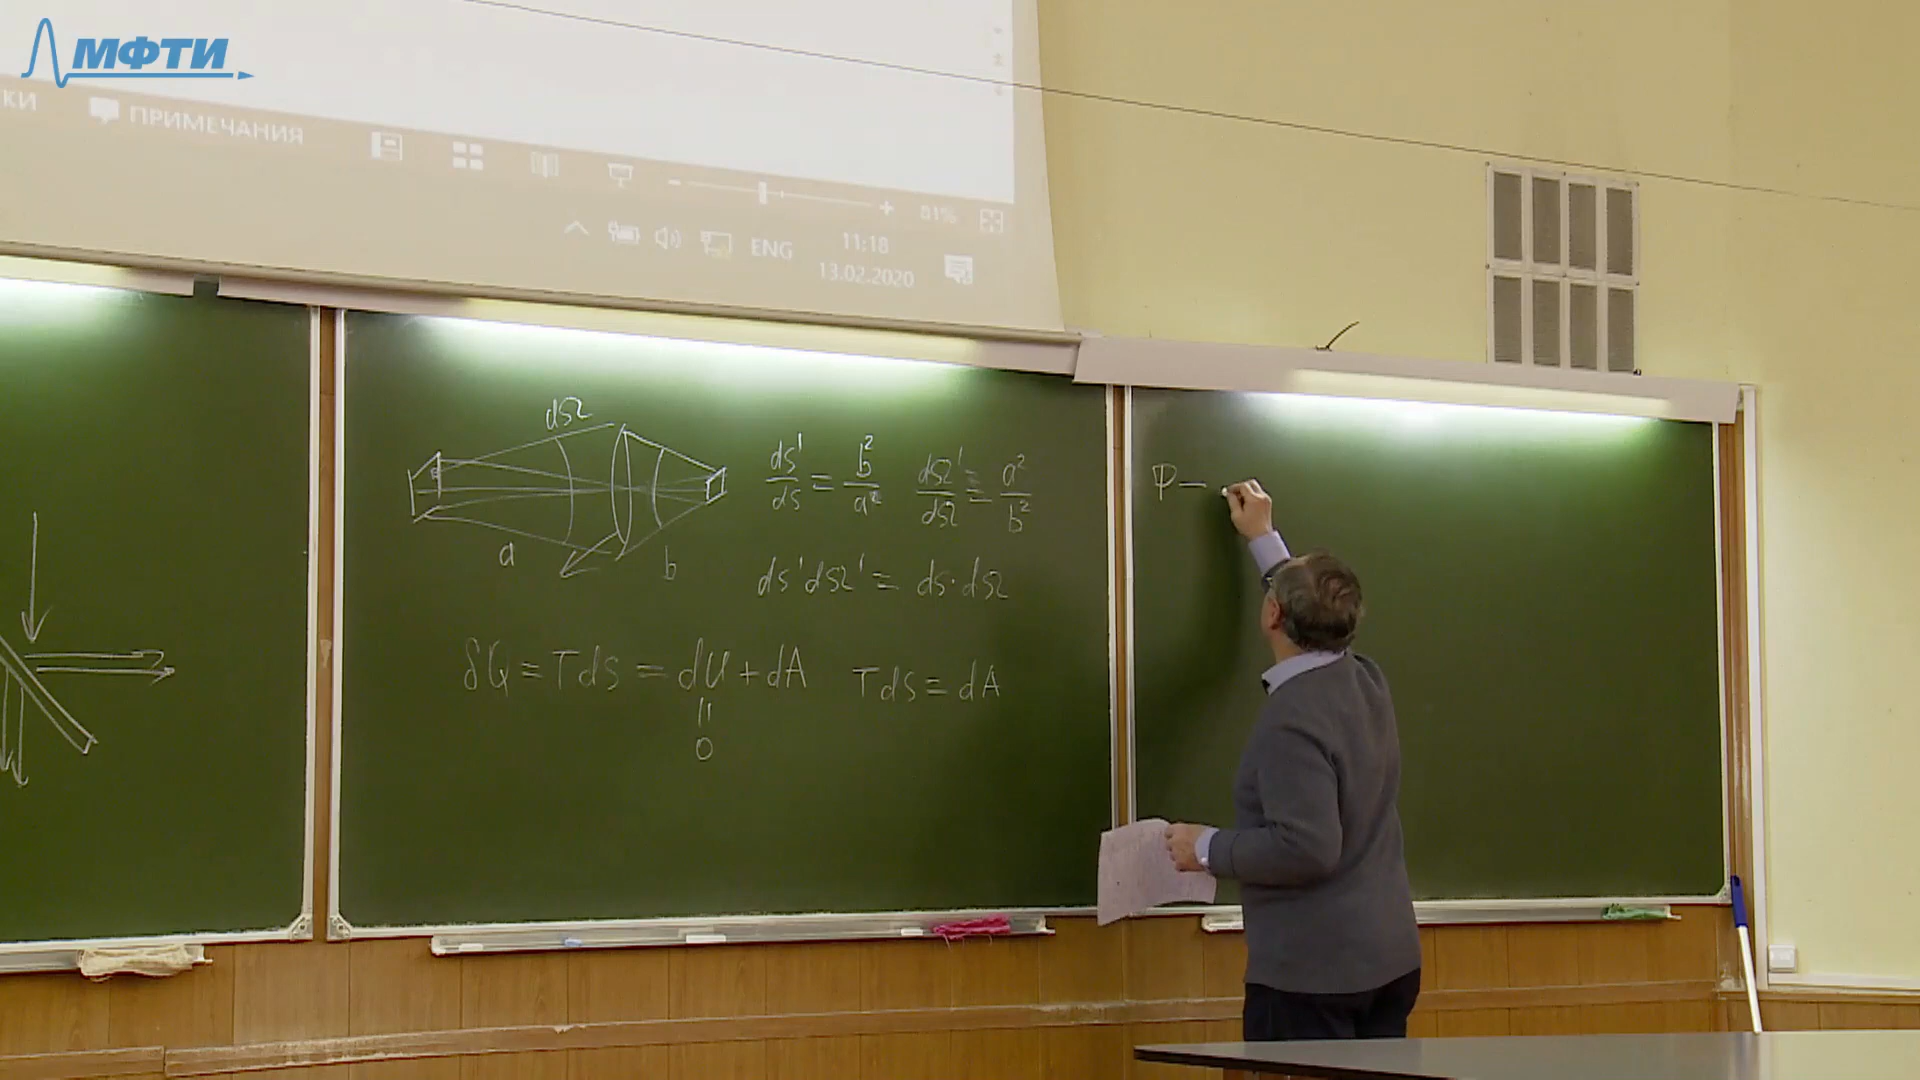 МФТИ
КИ ПРИМЕЧАНИЯ 81%
ENG 11:18
13.02.2020
dΩ
a b
ds'/ds = b²/a² dΩ'/dΩ = a²/b²
ds'dΩ' = ds·dΩ
δQ = Tds = dU + dA Tds = dA
||
0
Φ —